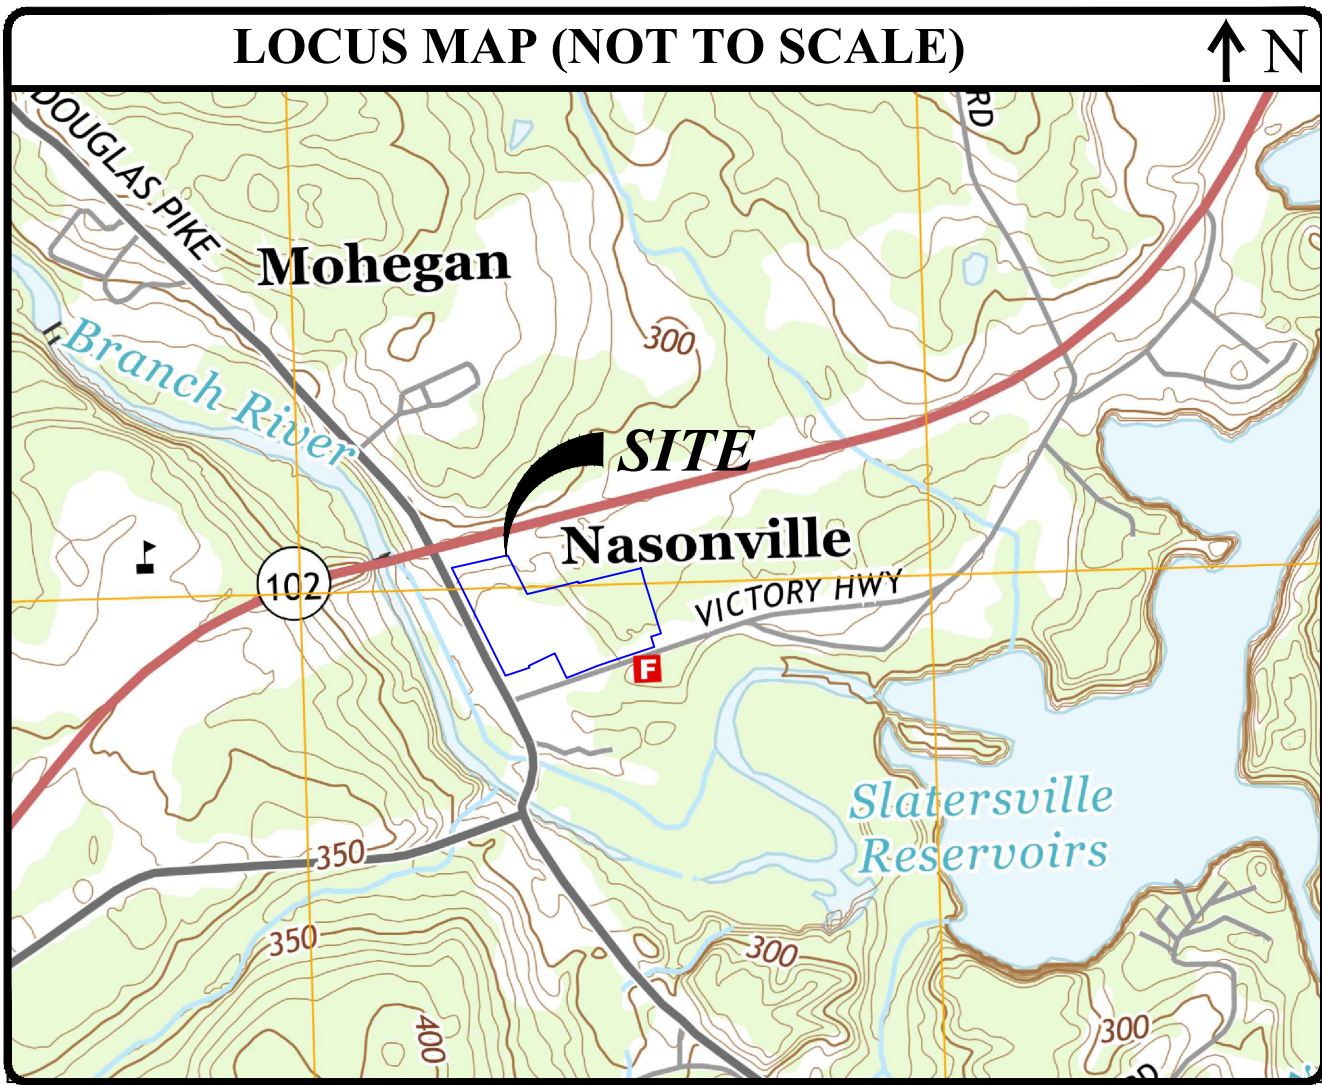 LOCUS MAP (NOT TO SCALE)
N
DOUGLAS PIKE
RD
Mohegan
Branch River
300
SITE
Nasonville
102
VICTORY HWY
F
Slatersville
Reservoirs
350
350
300
400
300